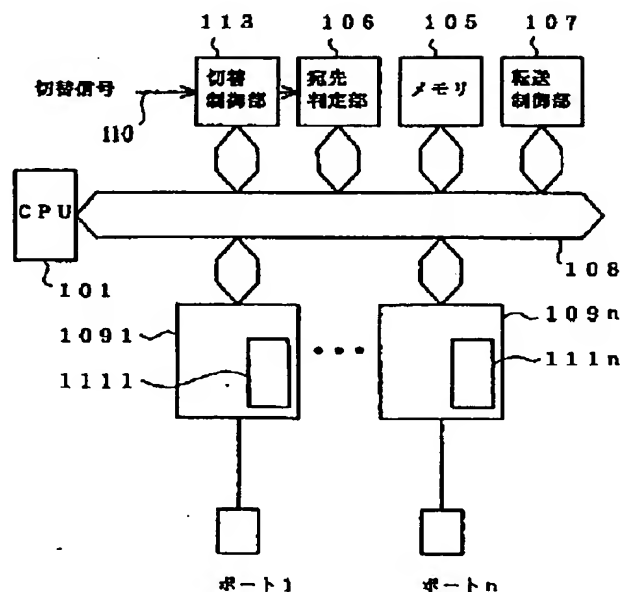 113 106 105 107
切替信号
切替
制御部
宛先
判定部
メモリ
転送
制御部
110
CPU
101
108
1091
109n
1111
111n
•••
ポート1
ポートn